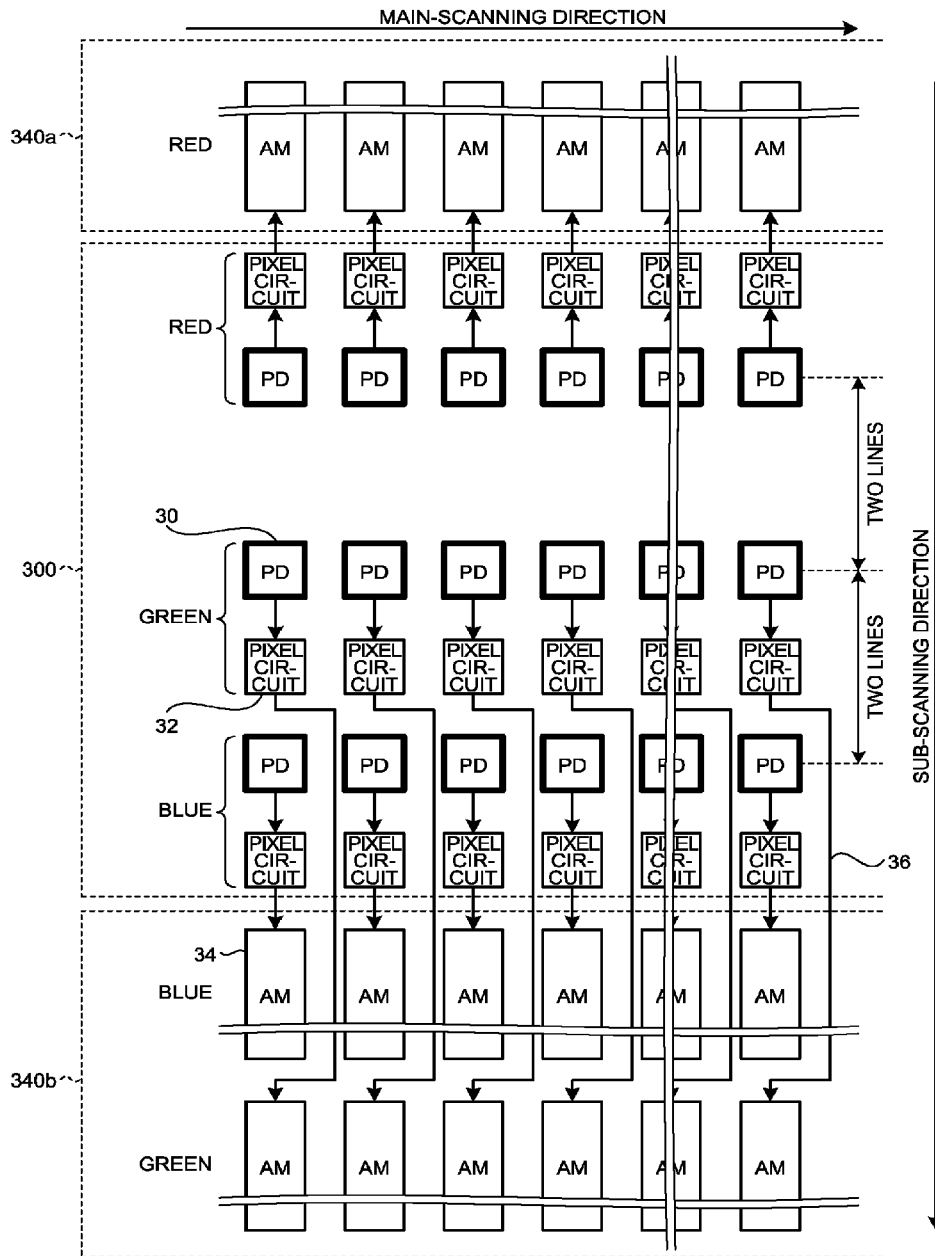 MAIN-SCANNING DIRECTION
340a
RED
AM AM AM AM AM AM
300
RED
PIXEL PIXEL PIXEL PIXEL PIXEL PIXEL
CIR- CIR- CIR- CIR- CIR- CIR-
CUIT CUIT CUIT CUIT CUIT CUIT
PD PD PD PD PD PD
TWO LINES
30
GREEN
PD PD PD PD PD PD
PIXEL PIXEL PIXEL PIXEL PIXEL PIXEL
CIR- CIR- CIR- CIR- CIR- CIR-
CUIT CUIT CUIT CUIT CUIT CUIT
32
TWO LINES
SUB-SCANNING DIRECTION
BLUE
PD PD PD PD PD PD
PIXEL PIXEL PIXEL PIXEL PIXEL PIXEL
CIR- CIR- CIR- CIR- CIR- CIR-
CUIT CUIT CUIT CUIT CUIT CUIT
36
34
BLUE
AM AM AM AM AM AM
340b
GREEN
AM AM AM AM AM AM